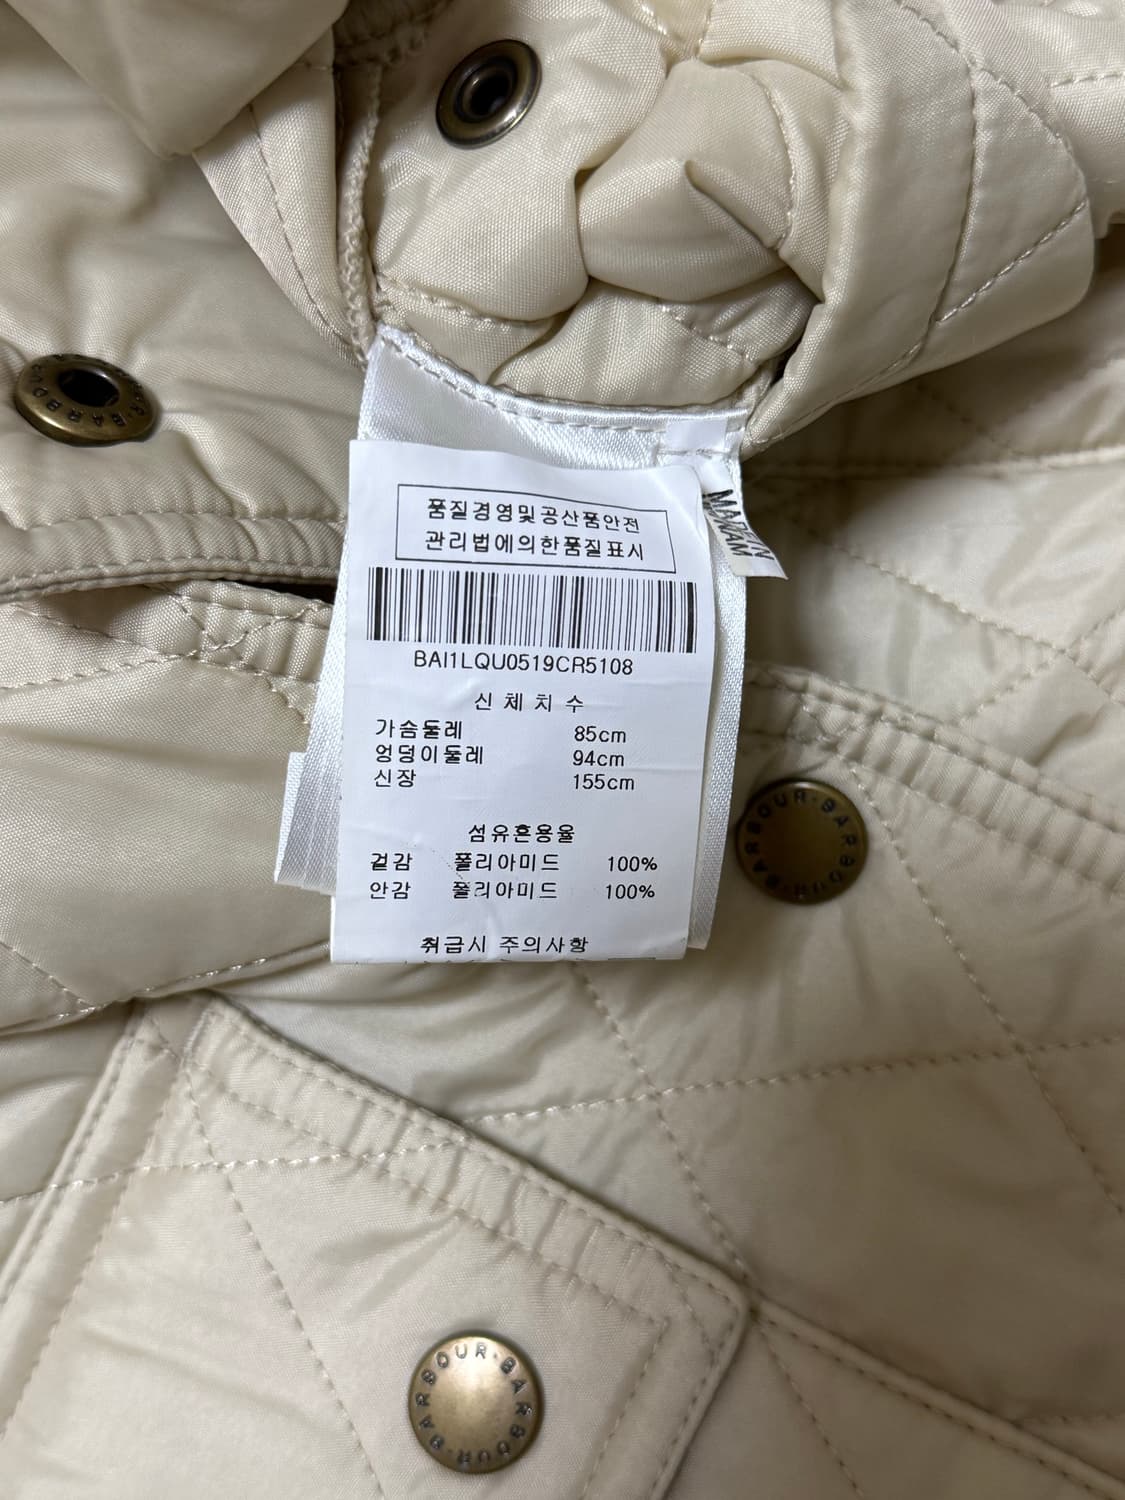 품질경영및공산품안전
관리법에의한품질표시
BAI1LQU0519CR5108
신체치수
가슴둘레 85cm
엉덩이둘레 94cm
신장 155cm
섬유혼용율
겉감 폴리아미드 100%
안감 폴리아미드 100%
취급시 주의사항
MADE IN
BARBOUR·BARBOUR
BARBOUR·BARBOUR